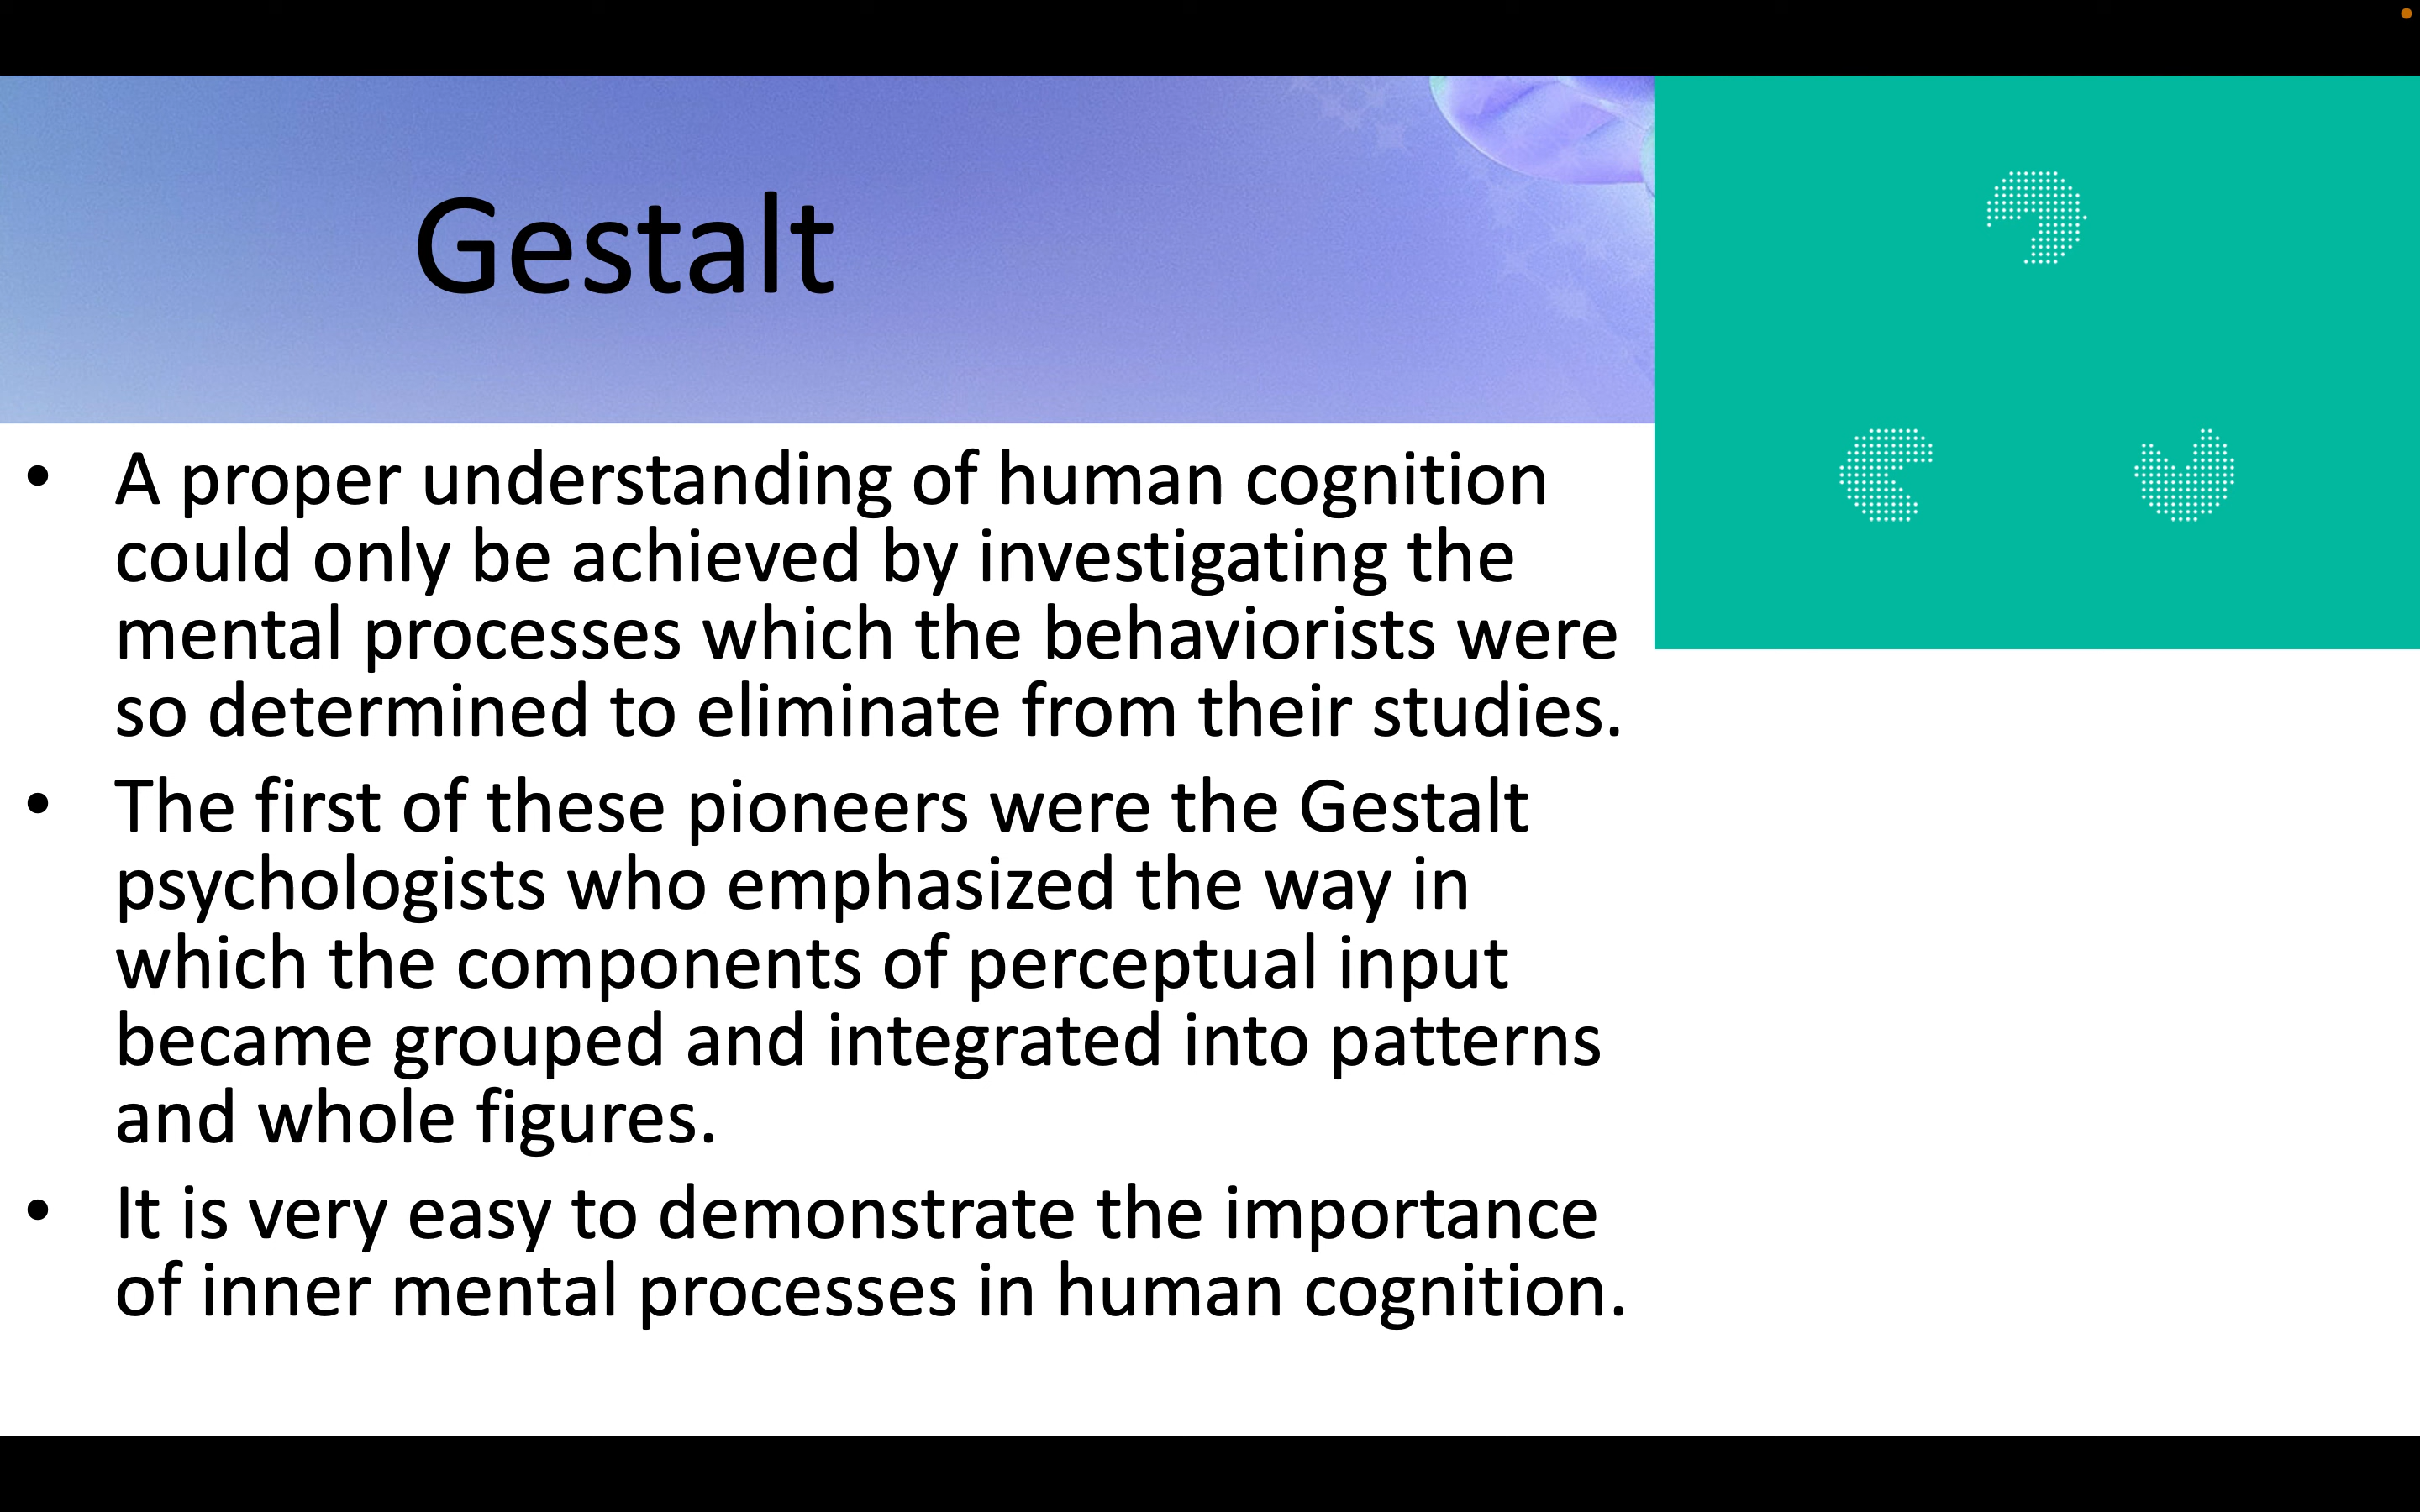 Gestalt
• A proper understanding of human cognition
could only be achieved by investigating the
mental processes which the behaviorists were
so determined to eliminate from their studies.
• The first of these pioneers were the Gestalt
psychologists who emphasized the way in
which the components of perceptual input
became grouped and integrated into patterns
and whole figures.
• It is very easy to demonstrate the importance
of inner mental processes in human cognition.